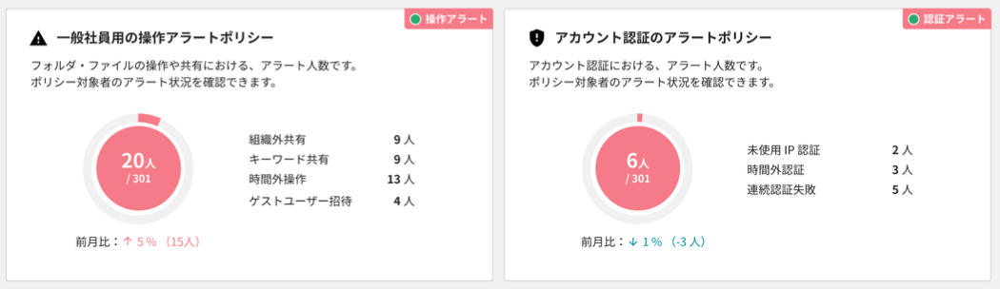 操作アラート
一般社員用の操作アラートポリシー
フォルダ・ファイルの操作や共有における、アラート人数です。
ポリシー対象者のアラート状況を確認できます。
20人
/ 301
組織外共有 9 人
キーワード共有 9 人
時間外操作 13 人
ゲストユーザー招待 4 人
前月比：↑ 5 % （15人）
認証アラート
アカウント認証のアラートポリシー
アカウント認証における、アラート人数です。
ポリシー対象者のアラート状況を確認できます。
6人
/ 301
未使用 IP 認証 2 人
時間外認証 3 人
連続認証失敗 5 人
前月比：↓ 1 % （-3 人）